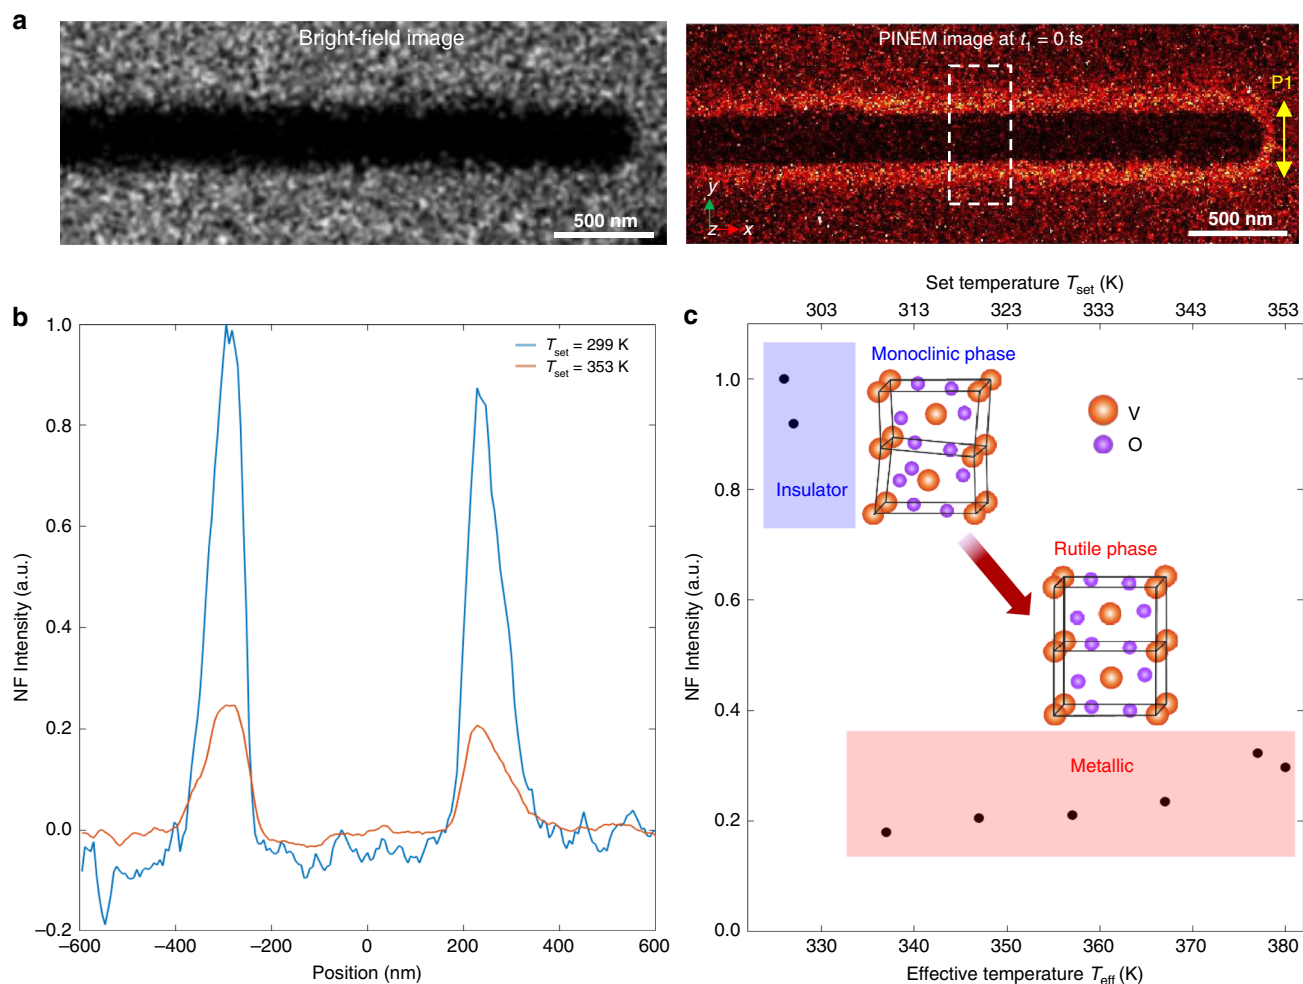 a
Bright-field image
500 nm
PINEM image at t1 = 0 fs
P1
y
z
x
500 nm
b
1.0
0.8
0.6
0.4
0.2
0.0
−0.2
−600
−400
−200
0
200
400
600
NF Intensity (a.u.)
Position (nm)
Tset = 299 K
Tset = 353 K
c
Set temperature Tset (K)
303
313
323
333
343
353
1.0
0.8
0.6
0.4
0.2
0.0
NF Intensity (a.u.)
Monoclinic phase
V
O
Insulator
Rutile phase
Metallic
330
340
350
360
370
380
Effective temperature Teff (K)